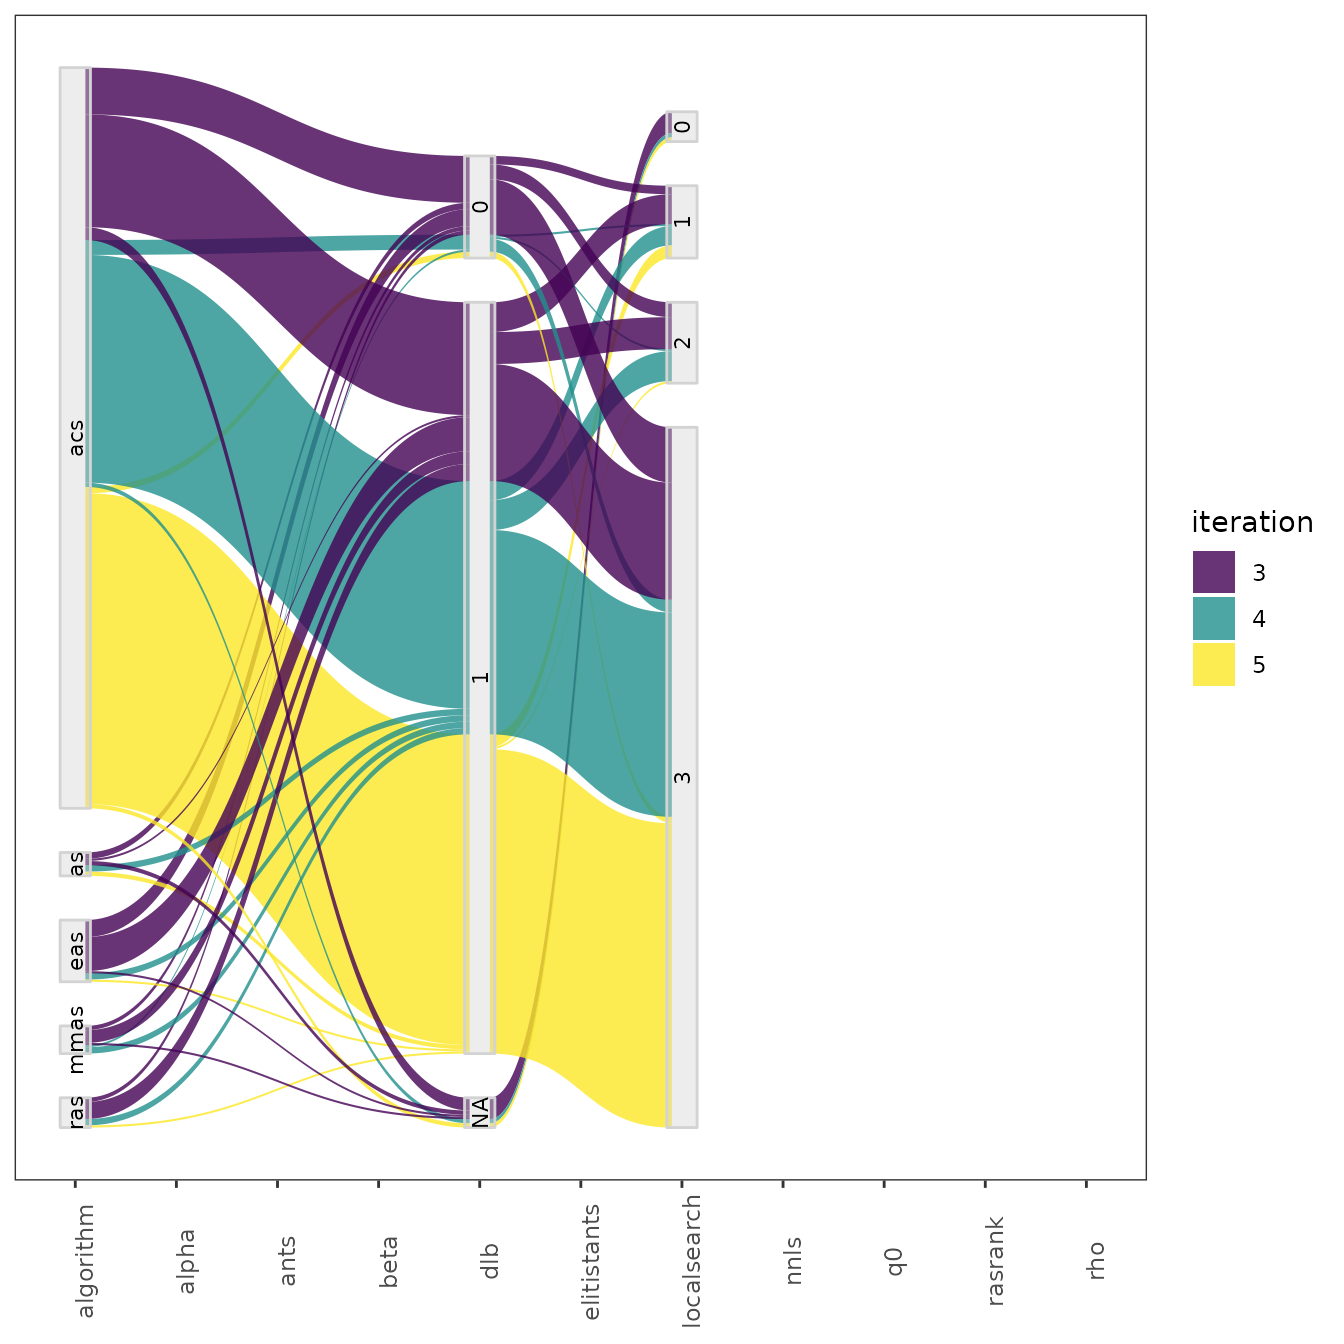 acs
as
eas
mmas
ras
0
1
NA
0
1
2
3
iteration
3
4
5
algorithm
alpha
ants
beta
dlb
elitistants
localsearch
nnls
q0
rasrank
rho